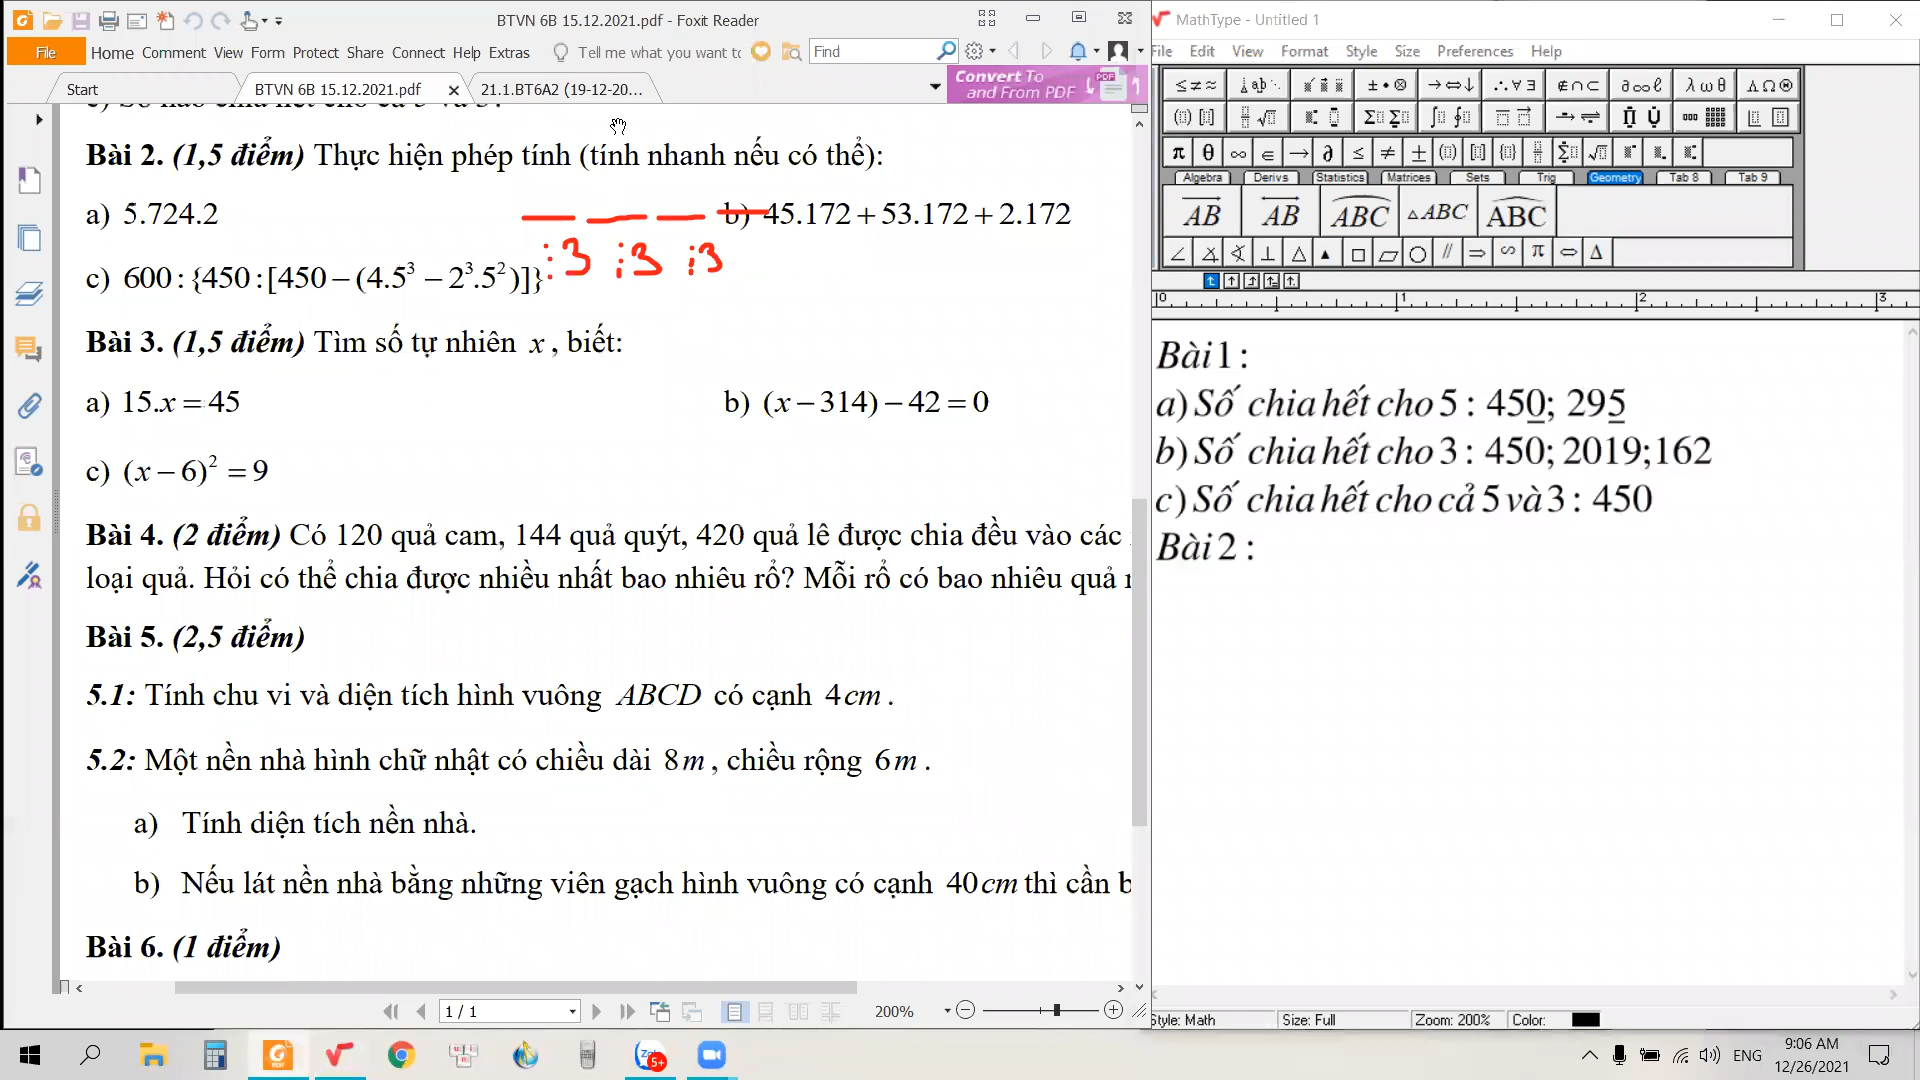 BTVN 6B 15.12.2021.pdf - Foxit Reader
File Home Comment View Form Protect Share Connect Help Extras Tell me what you want to Find
Start BTVN 6B 15.12.2021.pdf 21.1.BT6A2 (19-12-20...
Convert To and From PDF PDF
Bài 2. (1,5 điểm) Thực hiện phép tính (tính nhanh nếu có thể):
a) 5.724.2 b) 45.172 + 53.172 + 2.172
:3 :3 :3
c) 600 : {450 : [450 − (4.5³ − 2³.5²)]}
Bài 3. (1,5 điểm) Tìm số tự nhiên x , biết:
a) 15.x = 45 b) (x − 314) − 42 = 0
c) (x − 6)² = 9
Bài 4. (2 điểm) Có 120 quả cam, 144 quả quýt, 420 quả lê được chia đều vào các
loại quả. Hỏi có thể chia được nhiều nhất bao nhiêu rổ? Mỗi rổ có bao nhiêu quả
Bài 5. (2,5 điểm)
5.1: Tính chu vi và diện tích hình vuông ABCD có cạnh 4cm .
5.2: Một nền nhà hình chữ nhật có chiều dài 8m , chiều rộng 6m .
a) Tính diện tích nền nhà.
b) Nếu lát nền nhà bằng những viên gạch hình vuông có cạnh 40cm thì cần
Bài 6. (1 điểm)
1 / 1 200%
MathType - Untitled 1
File Edit View Format Style Size Preferences Help
Algebra Derivs Statistics Matrices Sets Trig Geometry Tab 8 Tab 9
AB AB ABC △ABC ABC
0 1 2 3
Bài 1 :
a) Số chia hết cho 5 : 450; 295
b) Số chia hết cho 3 : 450; 2019;162
c) Số chia hết cho cả 5 và 3 : 450
Bài 2 :
Style: Math Size: Full Zoom: 200% Color:
5+
ENG 9:06 AM
12/26/2021